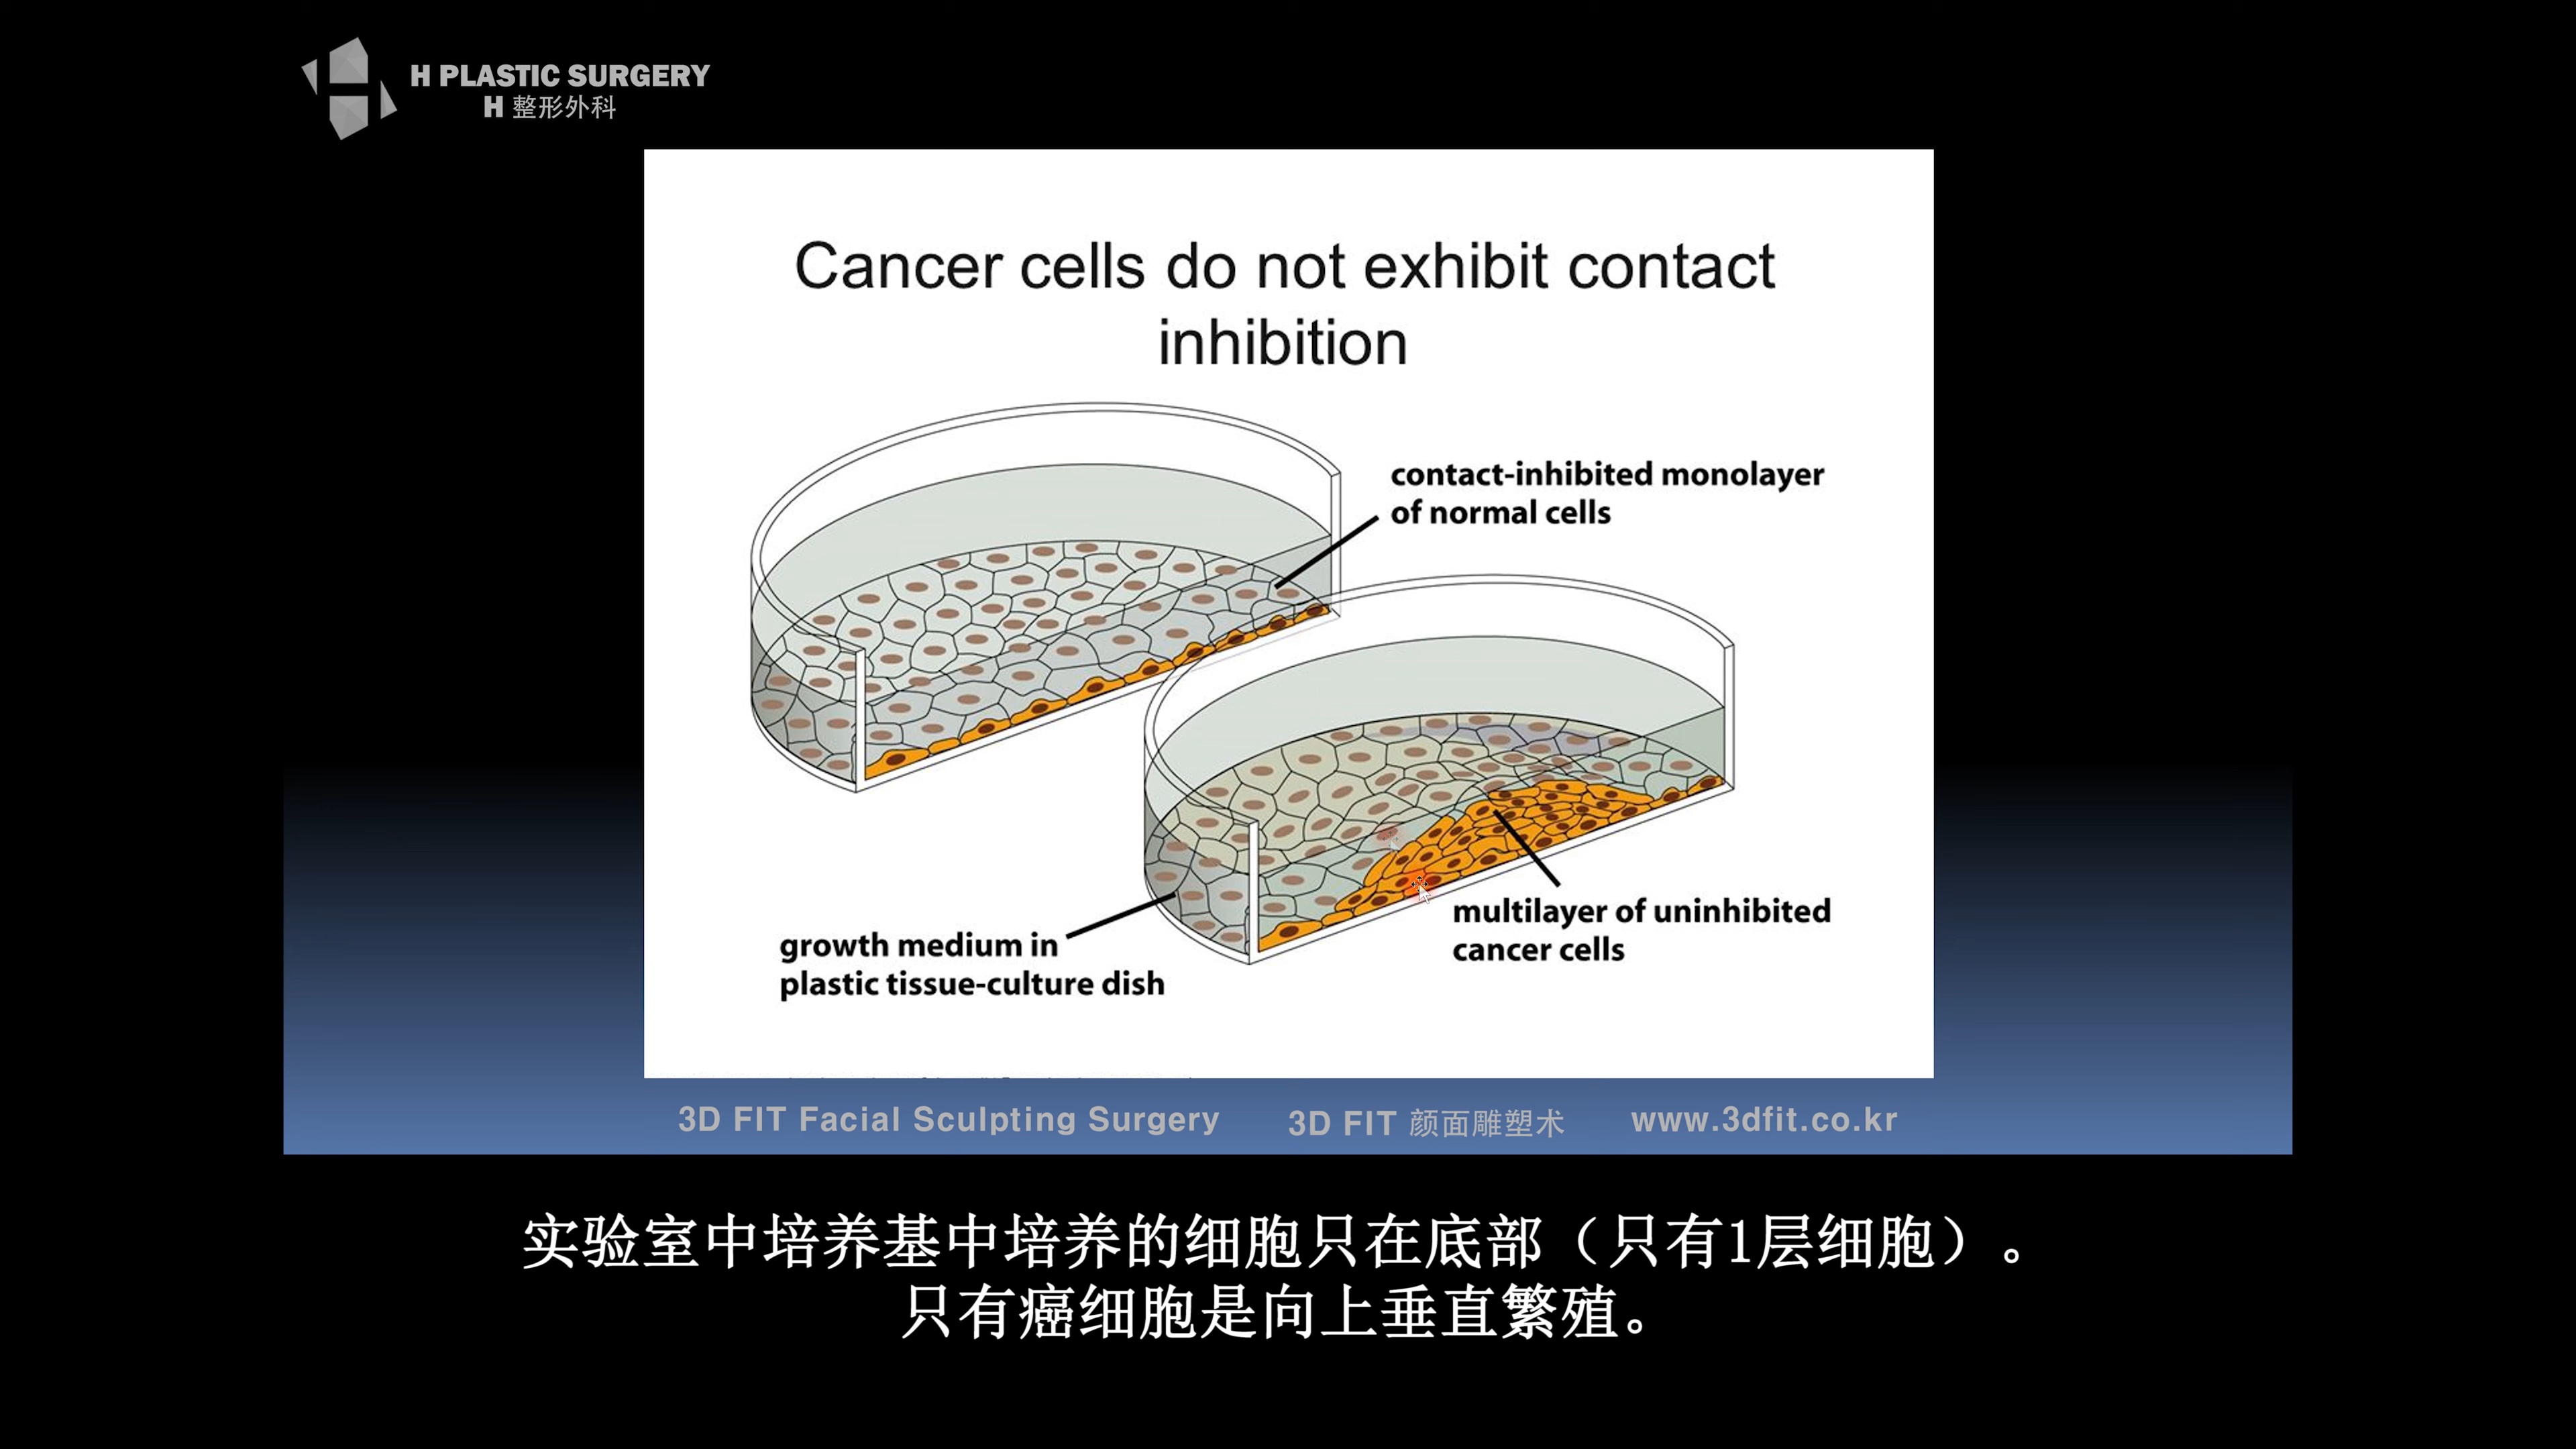 H PLASTIC SURGERY
H 整形外科
Cancer cells do not exhibit contact
inhibition
contact-inhibited monolayer
of normal cells
multilayer of uninhibited
cancer cells
growth medium in
plastic tissue-culture dish
3D FIT Facial Sculpting Surgery 3D FIT 颜面雕塑术 www.3dfit.co.kr
实验室中培养基中培养的细胞只在底部（只有1层细胞）。
只有癌细胞是向上垂直繁殖。